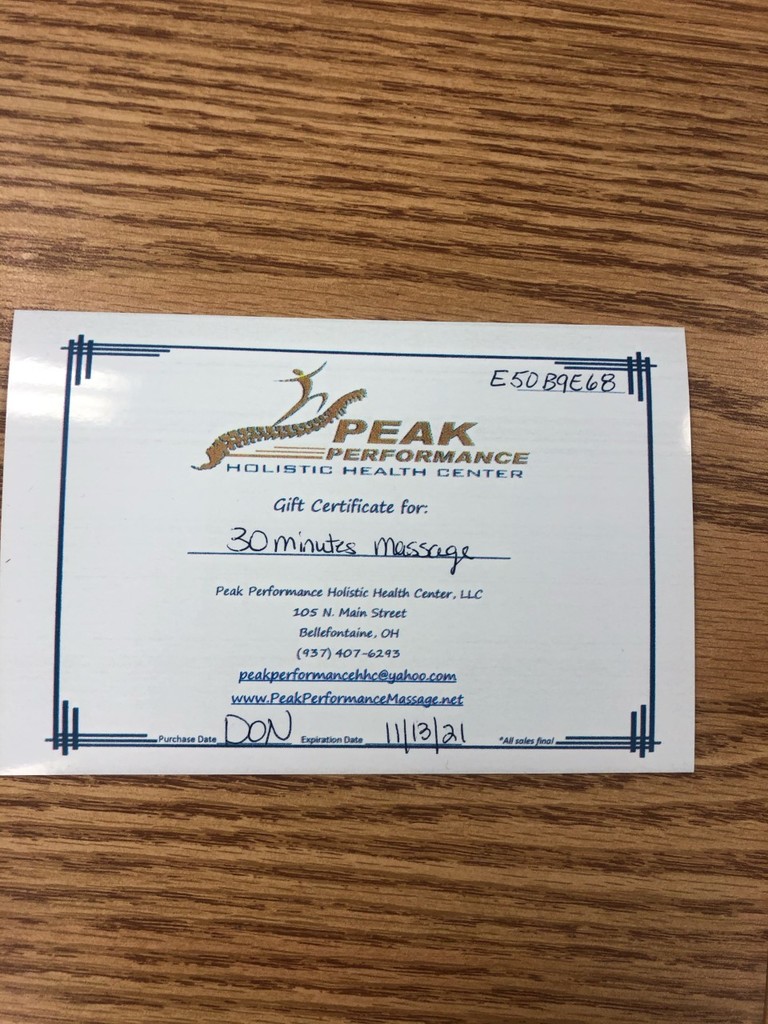 E50B9E68
PEAK
PERFORMANCE
HOLISTIC HEALTH CENTER
Gift Certificate for:
30 minutes massage
Peak Performance Holistic Health Center, LLC
105 N. Main Street
Bellefontaine, OH
(937) 407-6293
peakperformancehhc@yahoo.com
www.PeakPerformanceMassage.net
Purchase Date DON Expiration Date 11/13/21 *All sales final